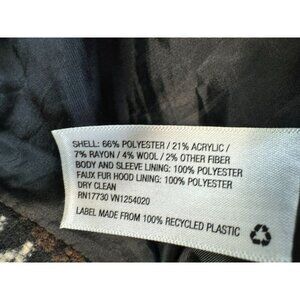 SHELL: 66% POLYESTER / 21% ACRYLIC /
7% RAYON / 4% WOOL / 2% OTHER FIBER
BODY AND SLEEVE LINING: 100% POLYESTER
FAUX FUR HOOD LINING: 100% POLYESTER
DRY CLEAN
RN17730 VN1254020
LABEL MADE FROM 100% RECYCLED PLASTIC